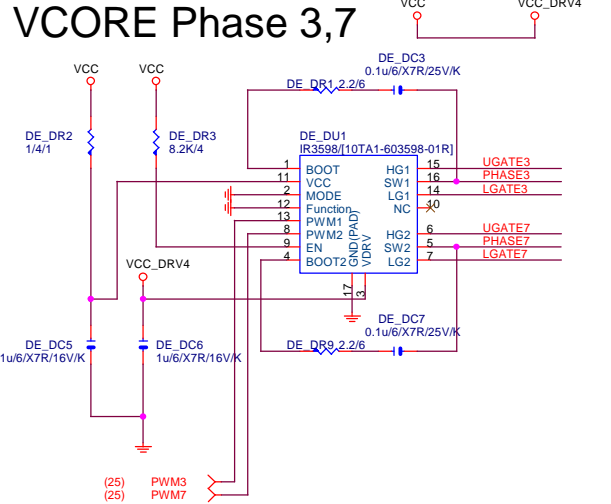 VCORE Phase 3,7
VCC
VCC_DRV4
VCC
VCC
DE_DR2
1/4/1
DE_DR3
8.2K/4
DE_DR1 2.2/6
DE_DC3
0.1u/6/X7R/25V/K
DE_DU1
IR3598/[10TA1-603598-01R]
1 BOOT
11 VCC
2 MODE
12 Function
13 PWM1
8 PWM2
9 EN
4 BOOT2
HG1 15 UGATE3
SW1 16 PHASE3
LG1 14 LGATE3
NC 10
HG2 6 UGATE7
SW2 5 PHASE7
LG2 7 LGATE7
GND(PAD) 17
VDRV 3
VCC_DRV4
DE_DC5
1u/6/X7R/16V/K
DE_DC6
1u/6/X7R/16V/K
DE_DR9 2.2/6
DE_DC7
0.1u/6/X7R/25V/K
(25) PWM3
(25) PWM7